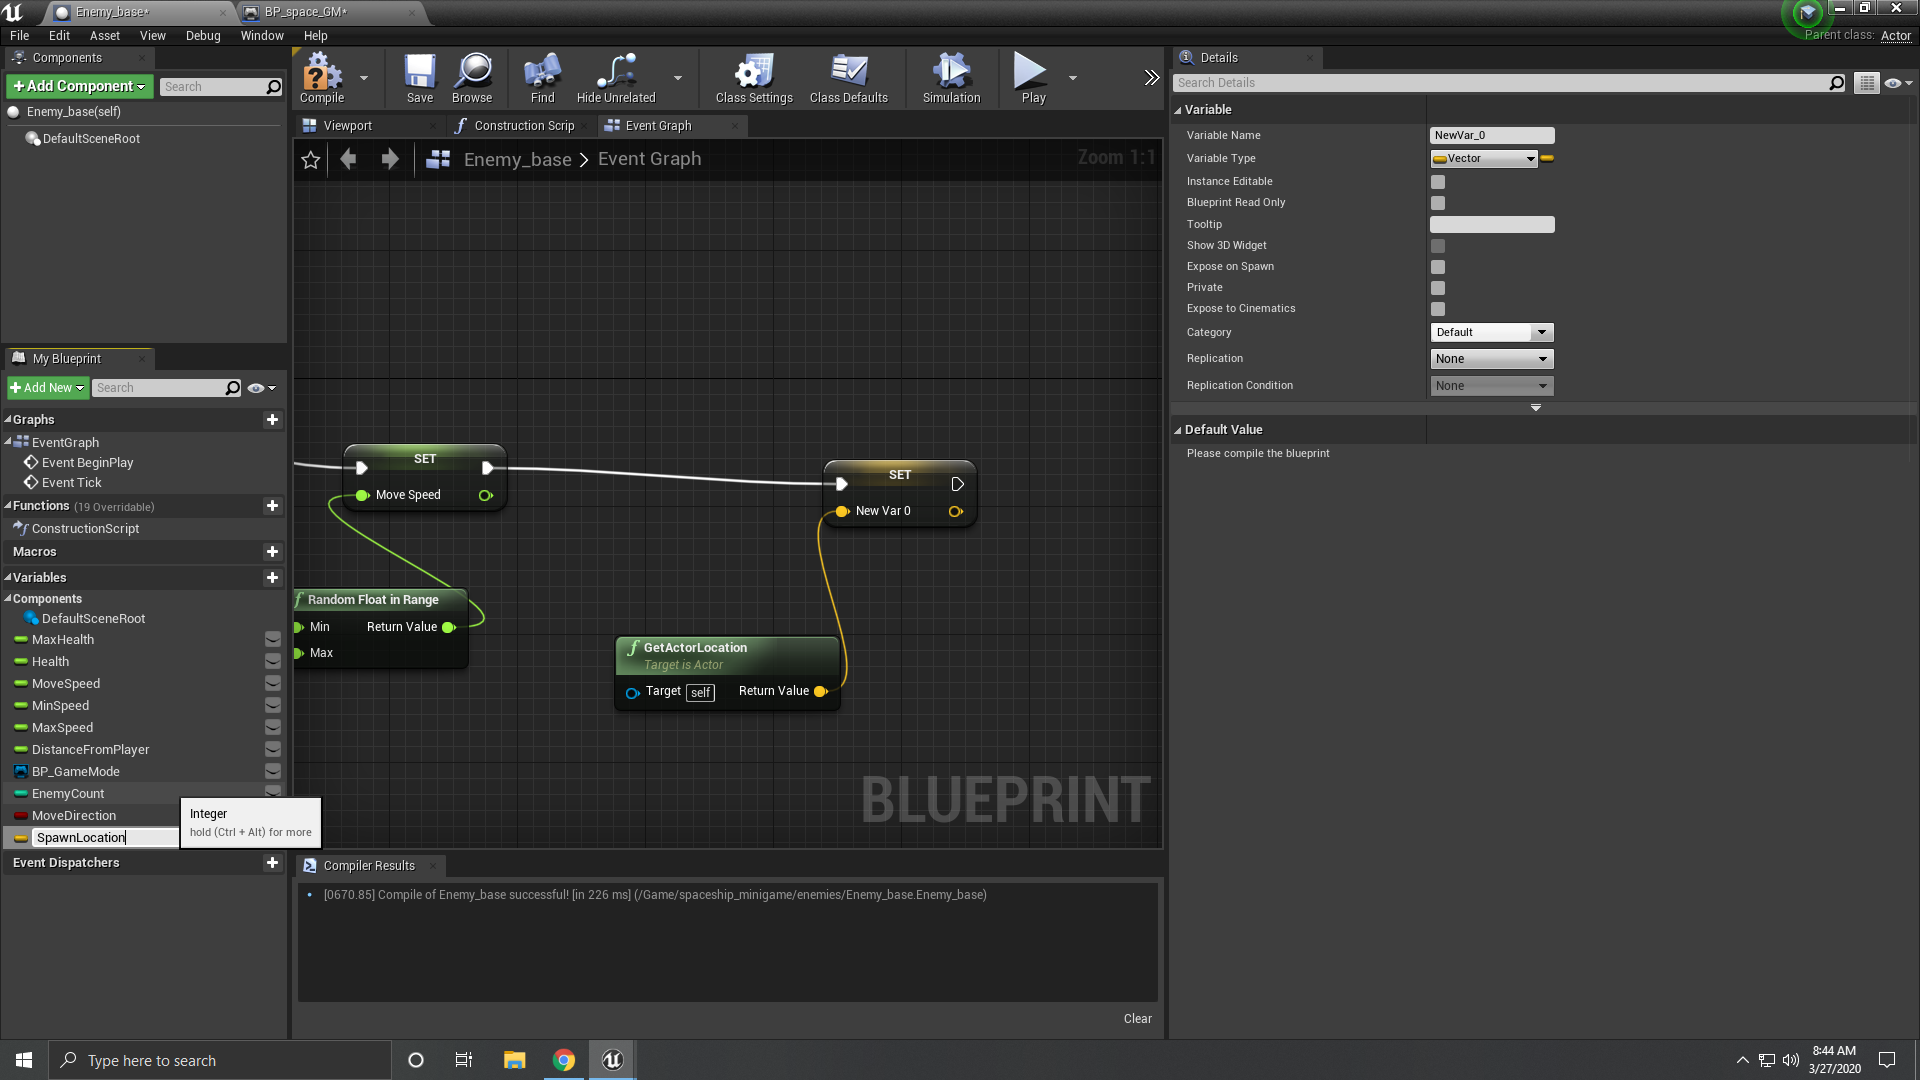 Enemy_base*
BP_space_GM*
File Edit Asset View Debug Window Help
Parent class: Actor
Components
Add Component
Search
Enemy_base(self)
DefaultSceneRoot
Compile
Save
Browse
Find
Hide Unrelated
Class Settings
Class Defaults
Simulation
Play
Viewport
Construction Scrip
Event Graph
Enemy_base > Event Graph
Zoom 1:1
SET
Move Speed
SET
New Var 0
Random Float in Range
Min
Return Value
Max
GetActorLocation
Target is Actor
Target self
Return Value
BLUEPRINT
My Blueprint
Add New
Search
Graphs
EventGraph
Event BeginPlay
Event Tick
Functions (19 Overridable)
ConstructionScript
Macros
Variables
Components
DefaultSceneRoot
MaxHealth
Health
MoveSpeed
MinSpeed
MaxSpeed
DistanceFromPlayer
BP_GameMode
EnemyCount
MoveDirection
SpawnLocation
Integer
hold (Ctrl + Alt) for more
Event Dispatchers
Compiler Results
[0670.85] Compile of Enemy_base successful! [in 226 ms] (/Game/spaceship_minigame/enemies/Enemy_base.Enemy_base)
Clear
Details
Search Details
Variable
Variable Name NewVar_0
Variable Type Vector
Instance Editable
Blueprint Read Only
Tooltip
Show 3D Widget
Expose on Spawn
Private
Expose to Cinematics
Category Default
Replication None
Replication Condition None
Default Value
Please compile the blueprint
Type here to search
8:44 AM
3/27/2020